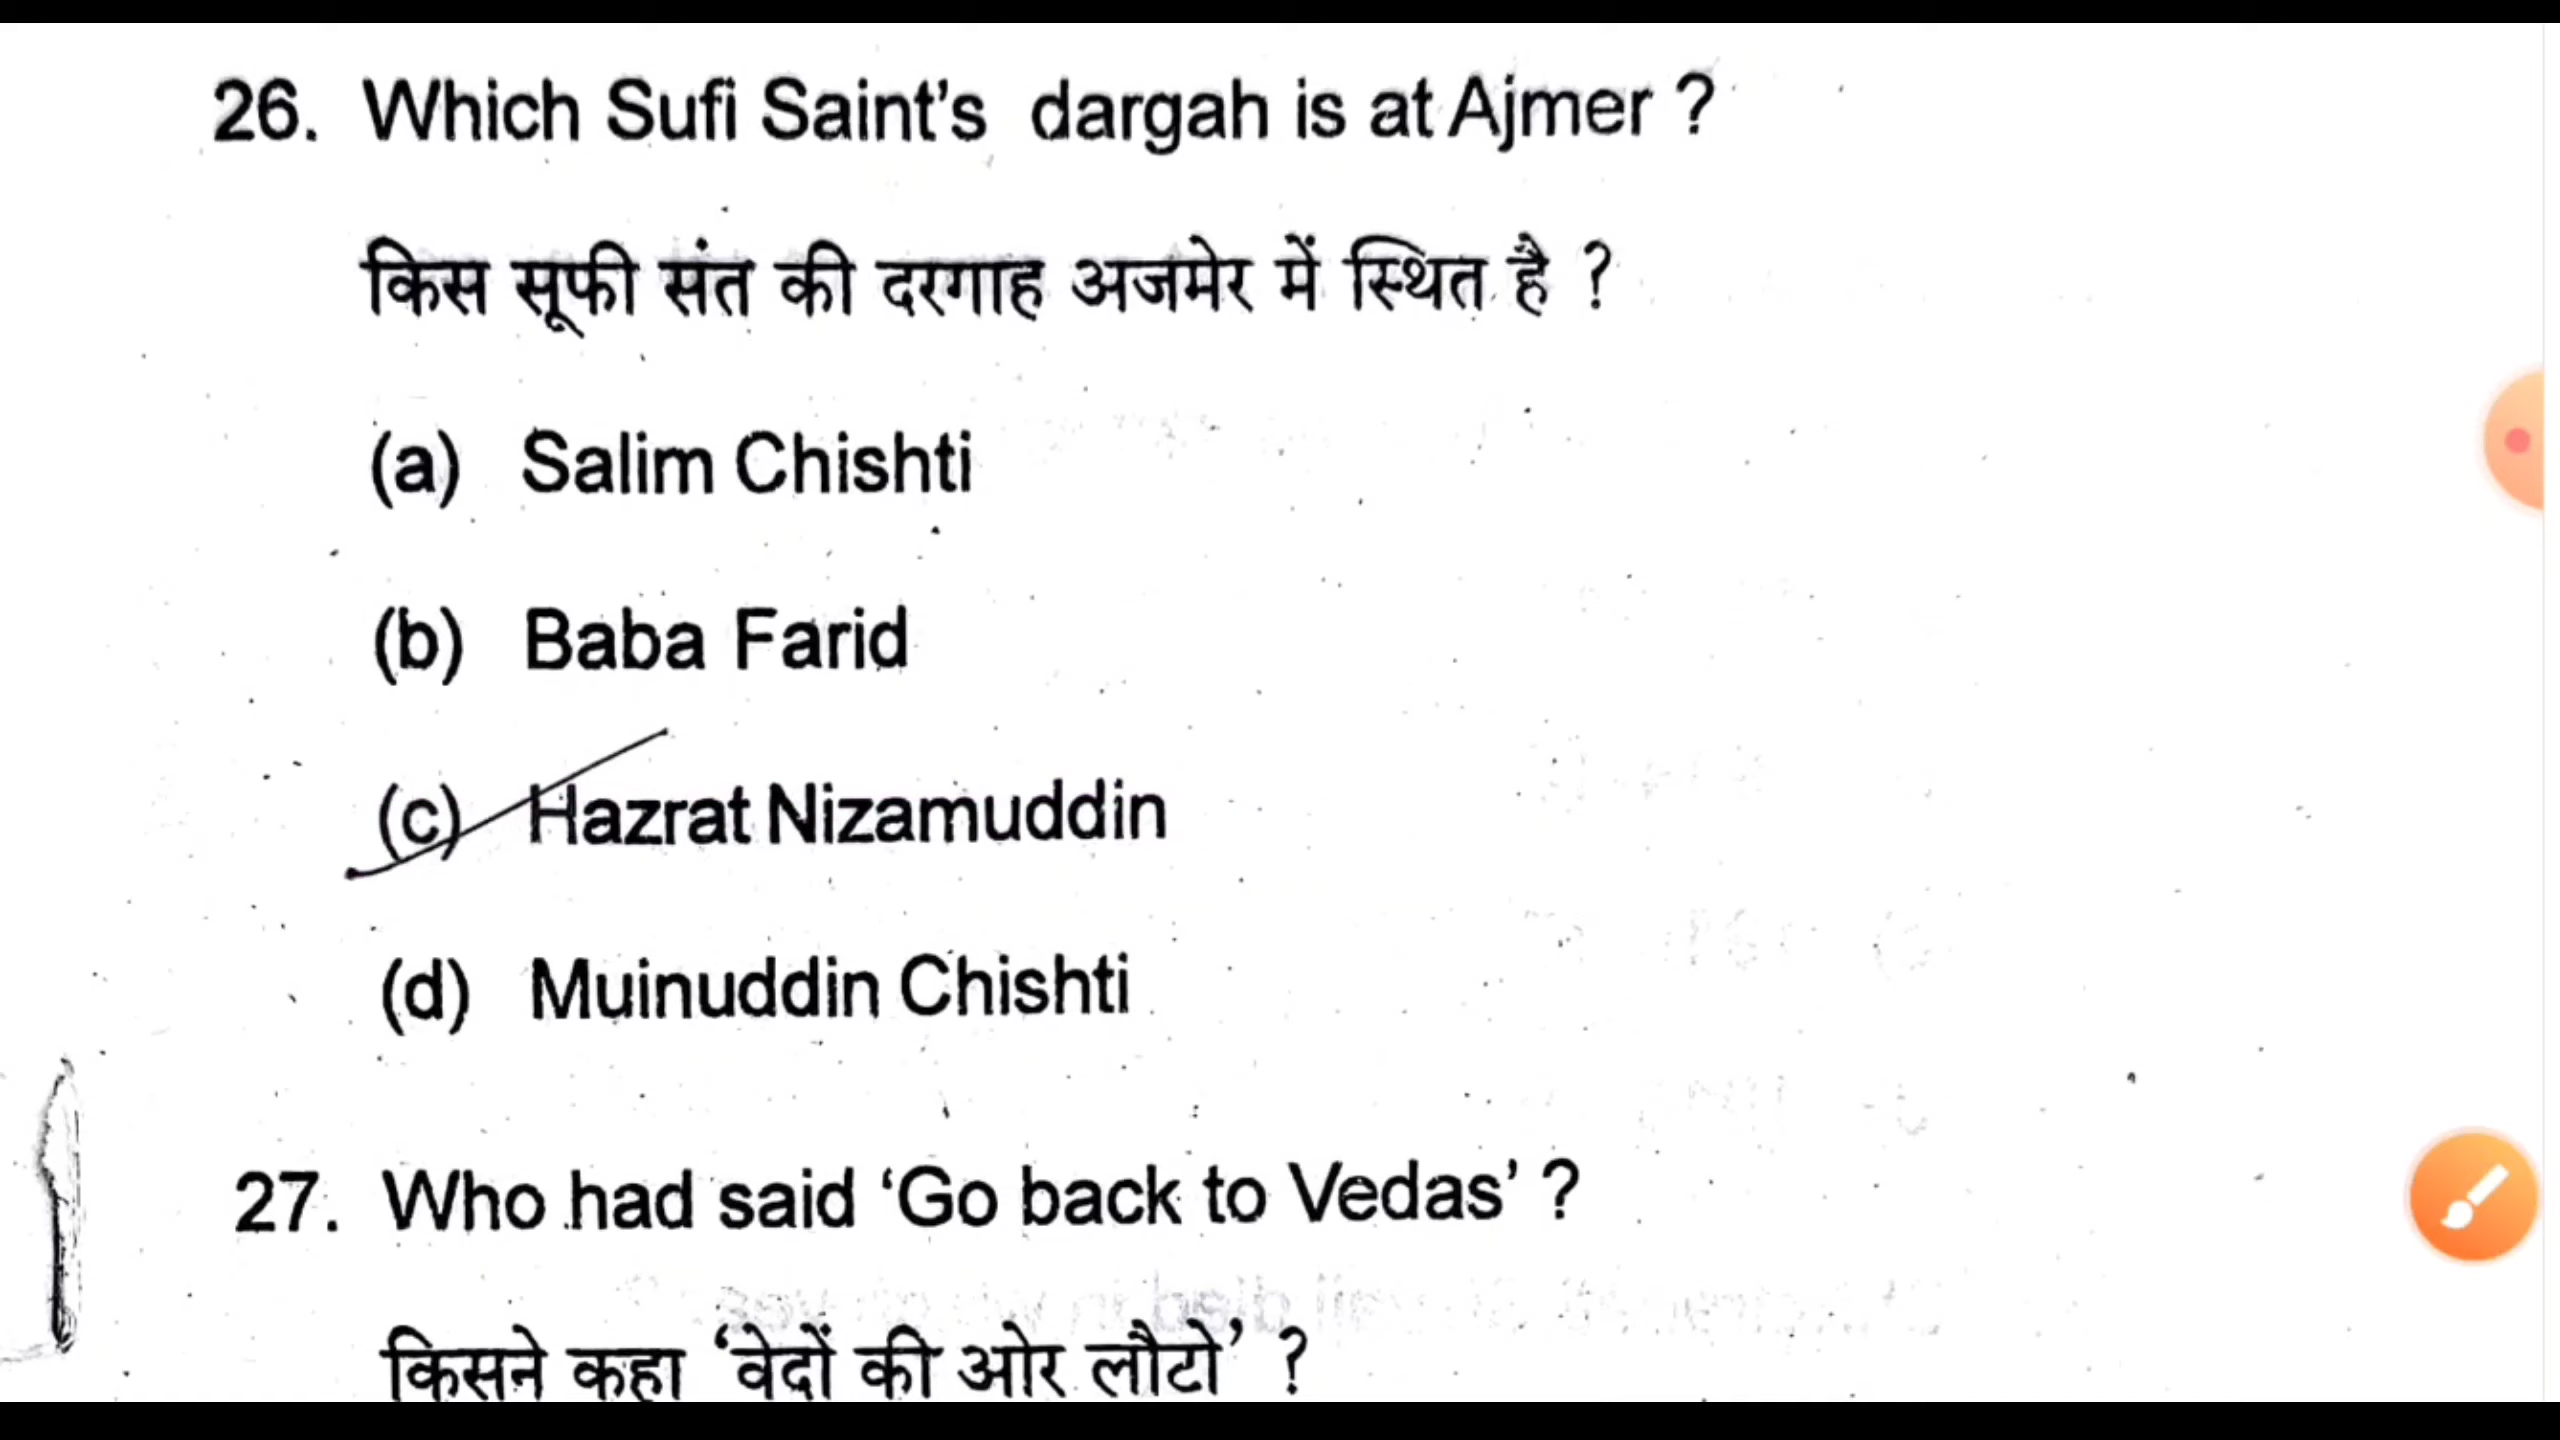 26. Which Sufi Saint's dargah is at Ajmer ?
किस सूफी संत की दरगाह अजमेर में स्थित है ?
(a) Salim Chishti
(b) Baba Farid
(c) Hazrat Nizamuddin
(d) Muinuddin Chishti
27. Who had said ‘Go back to Vedas’ ?
किसने कहा ‘वेदों की ओर लौटो’ ?